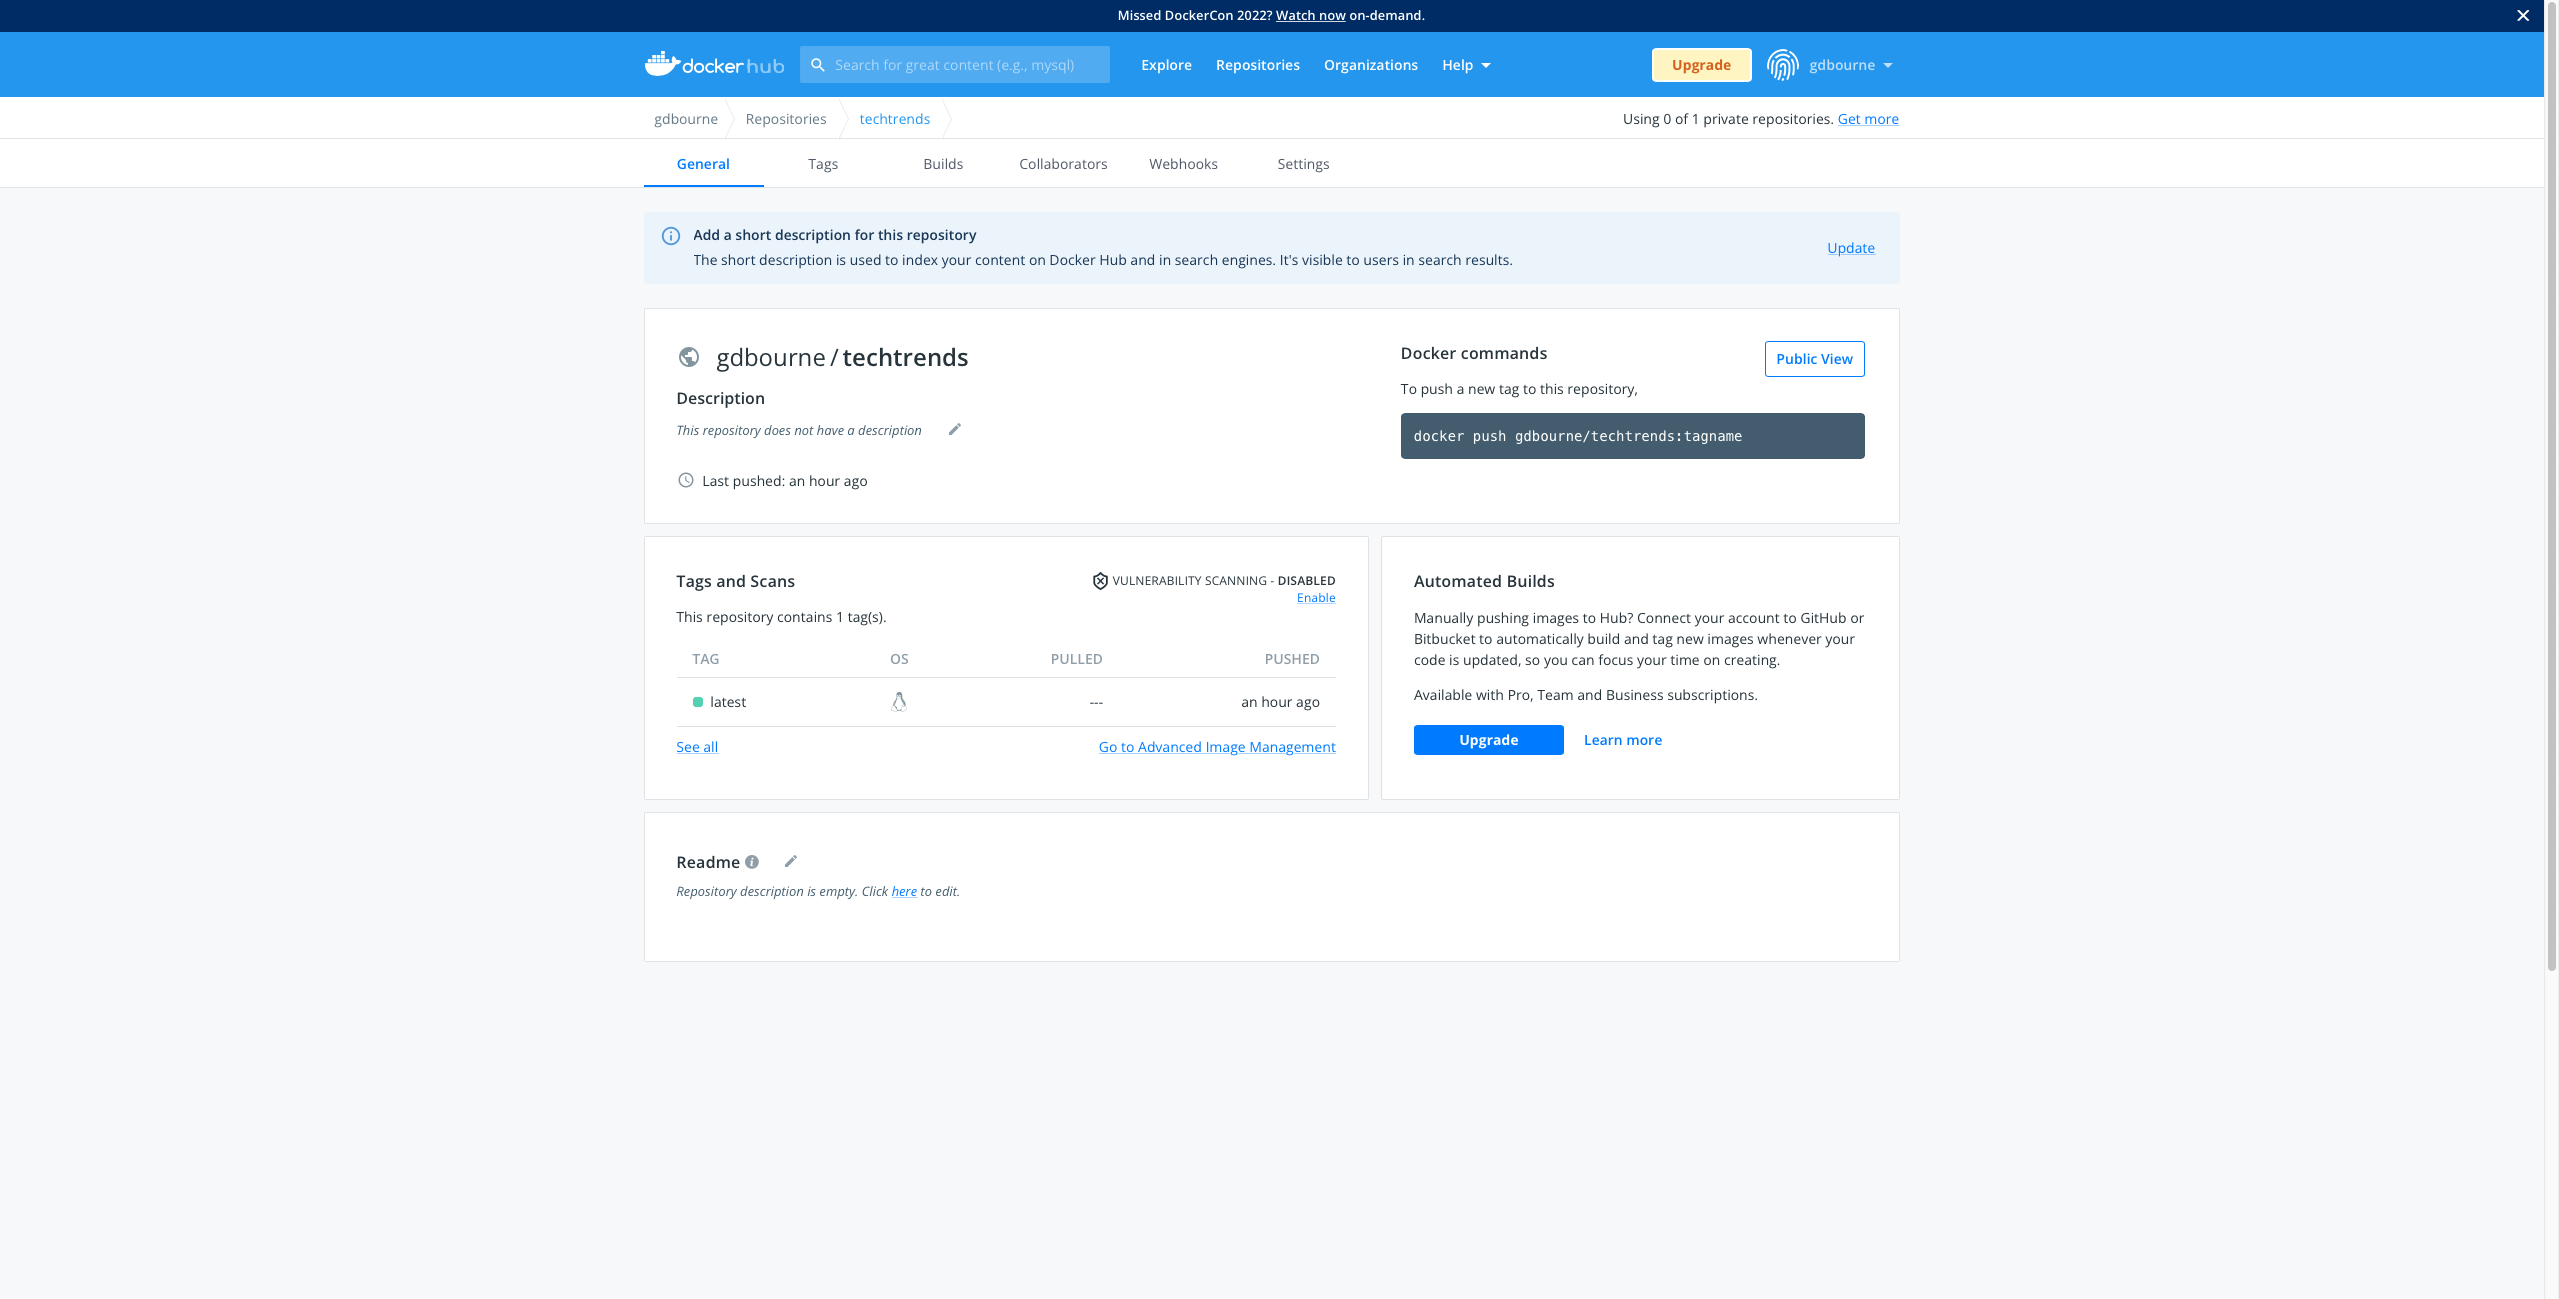 Missed DockerCon 2022? Watch now on-demand.
docker hub
Search for great content (e.g., mysql)
Explore
Repositories
Organizations
Help
Upgrade
gdbourne
gdbourne
Repositories
techtrends
Using 0 of 1 private repositories. Get more
General
Tags
Builds
Collaborators
Webhooks
Settings
Add a short description for this repository
The short description is used to index your content on Docker Hub and in search engines. It's visible to users in search results.
Update
gdbourne / techtrends
Description
This repository does not have a description
Last pushed: an hour ago
Docker commands
Public View
To push a new tag to this repository,
docker push gdbourne/techtrends:tagname
Tags and Scans
VULNERABILITY SCANNING - DISABLED
Enable
This repository contains 1 tag(s).
TAG OS PULLED PUSHED
latest --- an hour ago
See all
Go to Advanced Image Management
Automated Builds
Manually pushing images to Hub? Connect your account to GitHub or
Bitbucket to automatically build and tag new images whenever your
code is updated, so you can focus your time on creating.
Available with Pro, Team and Business subscriptions.
Upgrade
Learn more
Readme
Repository description is empty. Click here to edit.